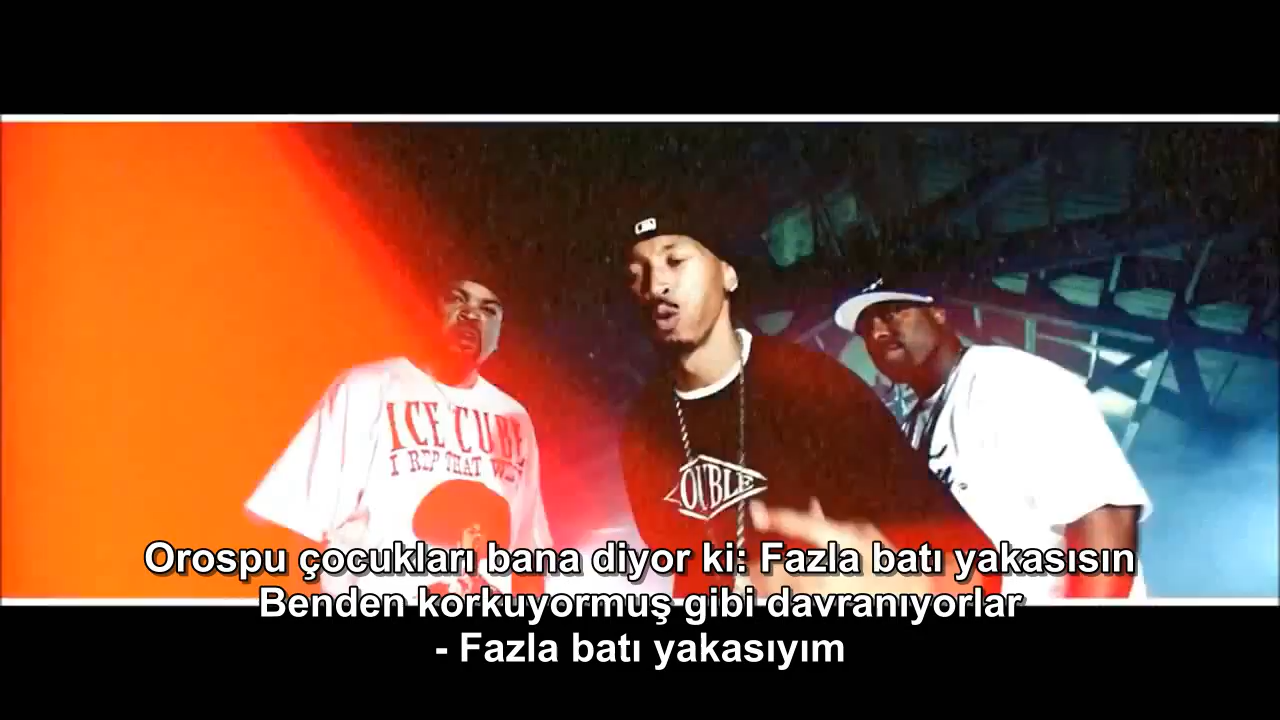 ICE CUBE
I REP THAT WEST
OUBLE
Orospu çocukları bana diyor ki: Fazla batı yakasısın
Benden korkuyormuş gibi davranıyorlar
- Fazla batı yakasıyım